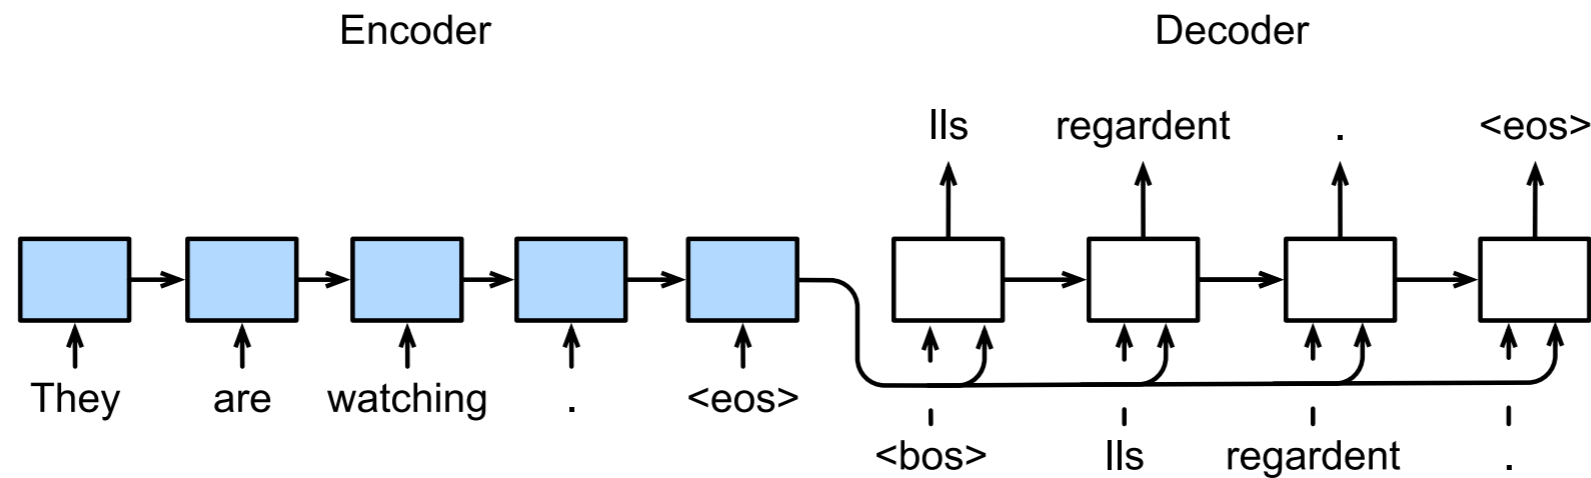 Encoder Decoder
Ils regardent . <eos>
They are watching . <eos>
<bos> Ils regardent .